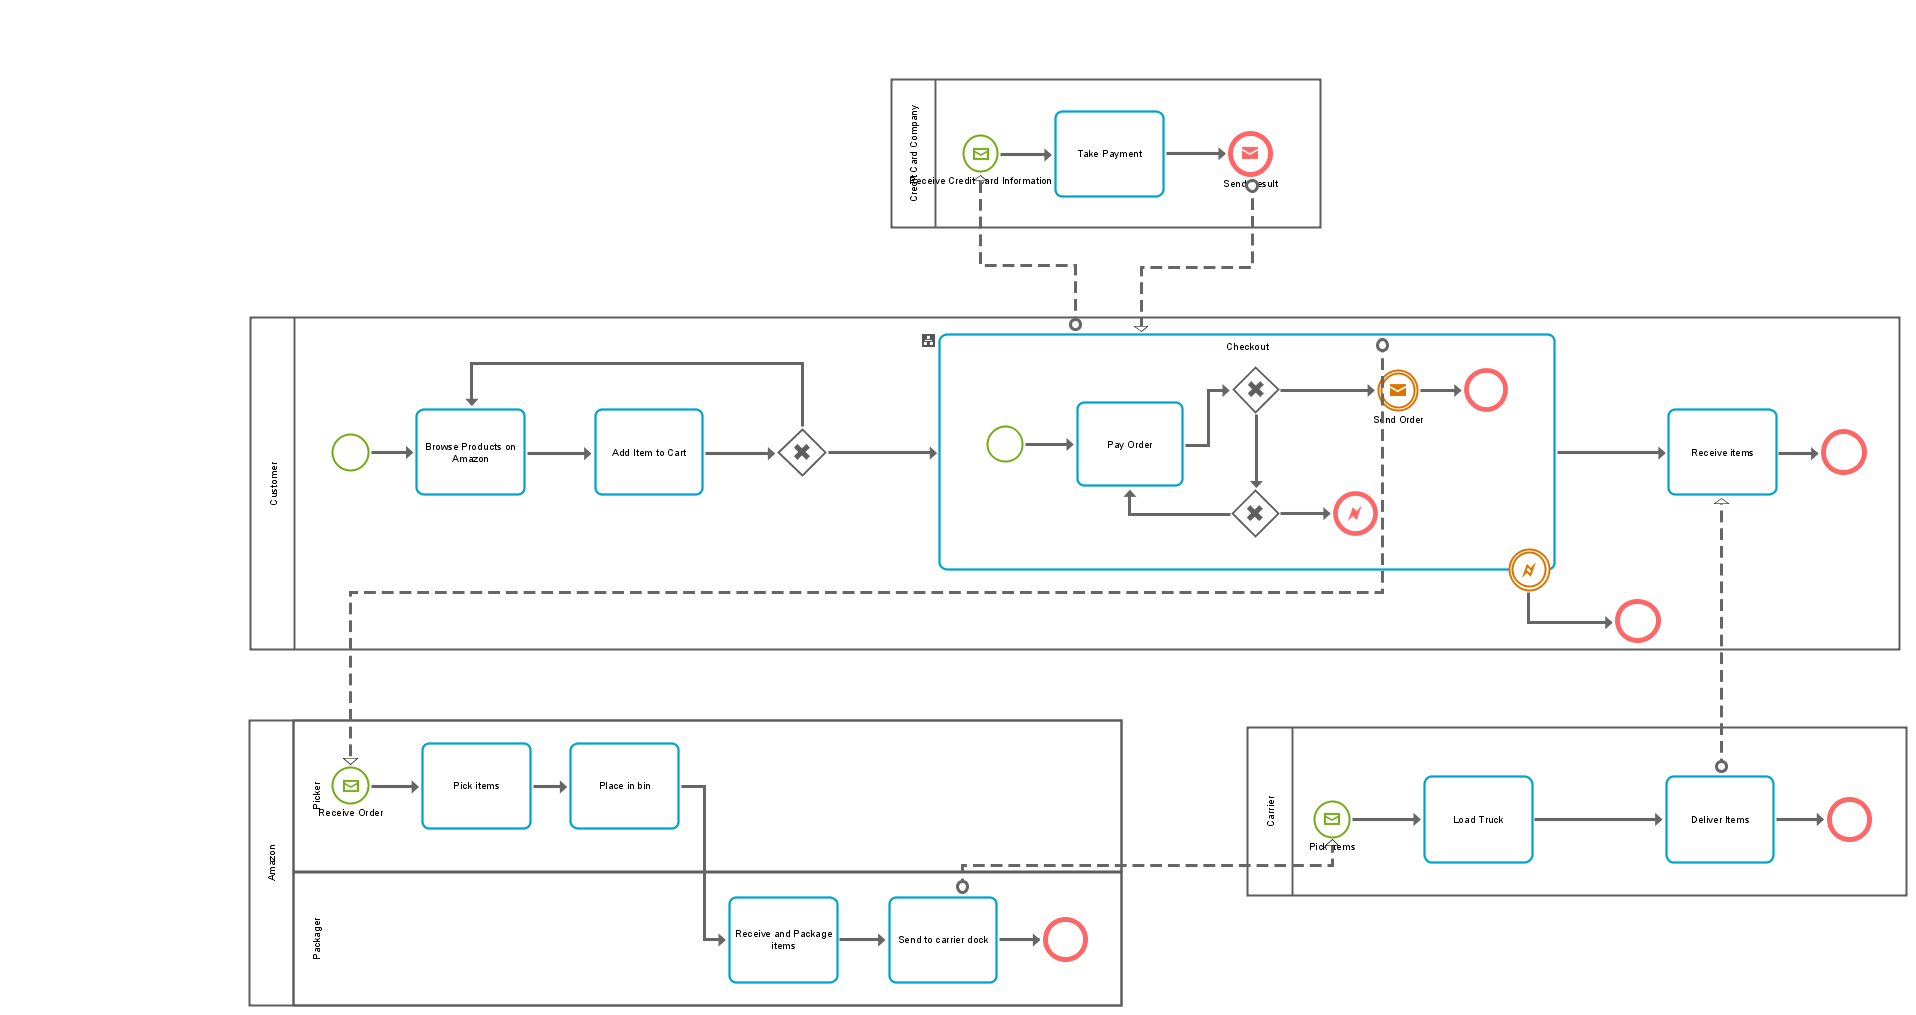 Credit Card Company
Receive Credit Card Information
Take Payment
Send Result
Customer
Browse Products on
Amazon
Add Item to Cart
Checkout
Pay Order
Send Order
Receive items
Amazon
Picker
Receive Order
Pick items
Place in bin
Packager
Receive and Package
items
Send to carrier dock
Carrier
Pick items
Load Truck
Deliver Items